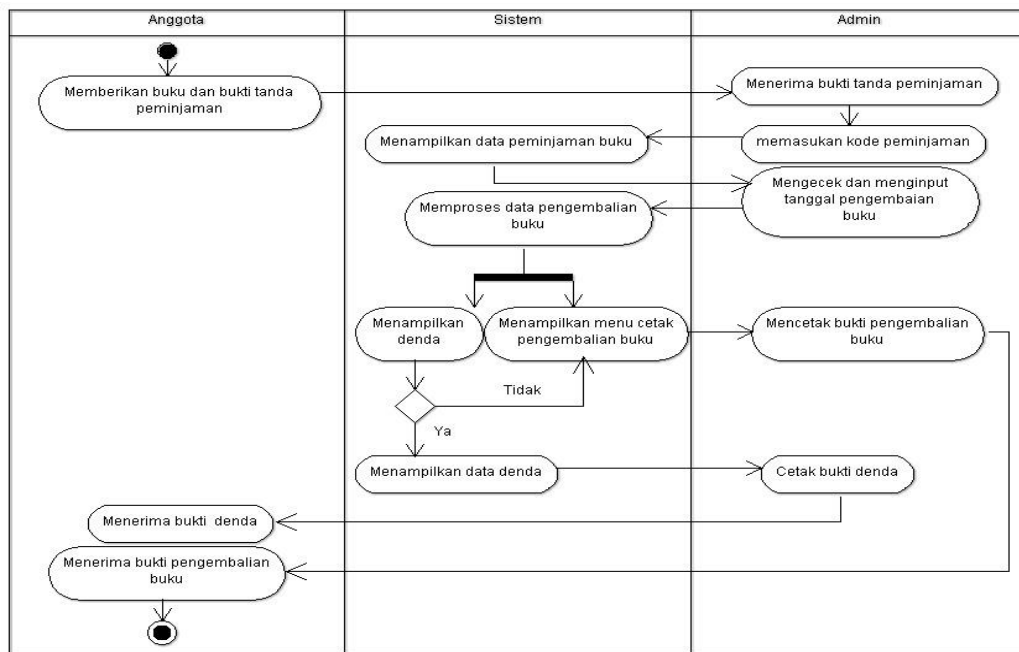 Anggota
Sistem
Admin
Memberikan buku dan bukti tanda
peminjaman
Menerima bukti tanda peminjaman
Menampilkan data peminjaman buku
memasukan kode peminjaman
Mengecek dan menginput
tanggal pengembaian
buku
Memproses data pengembalian
buku
Menampilkan
denda
Menampilkan menu cetak
pengembalian buku
Mencetak bukti pengembalian
buku
Tidak
Ya
Menampilkan data denda
Cetak bukti denda
Menerima bukti denda
Menerima bukti pengembalian
buku